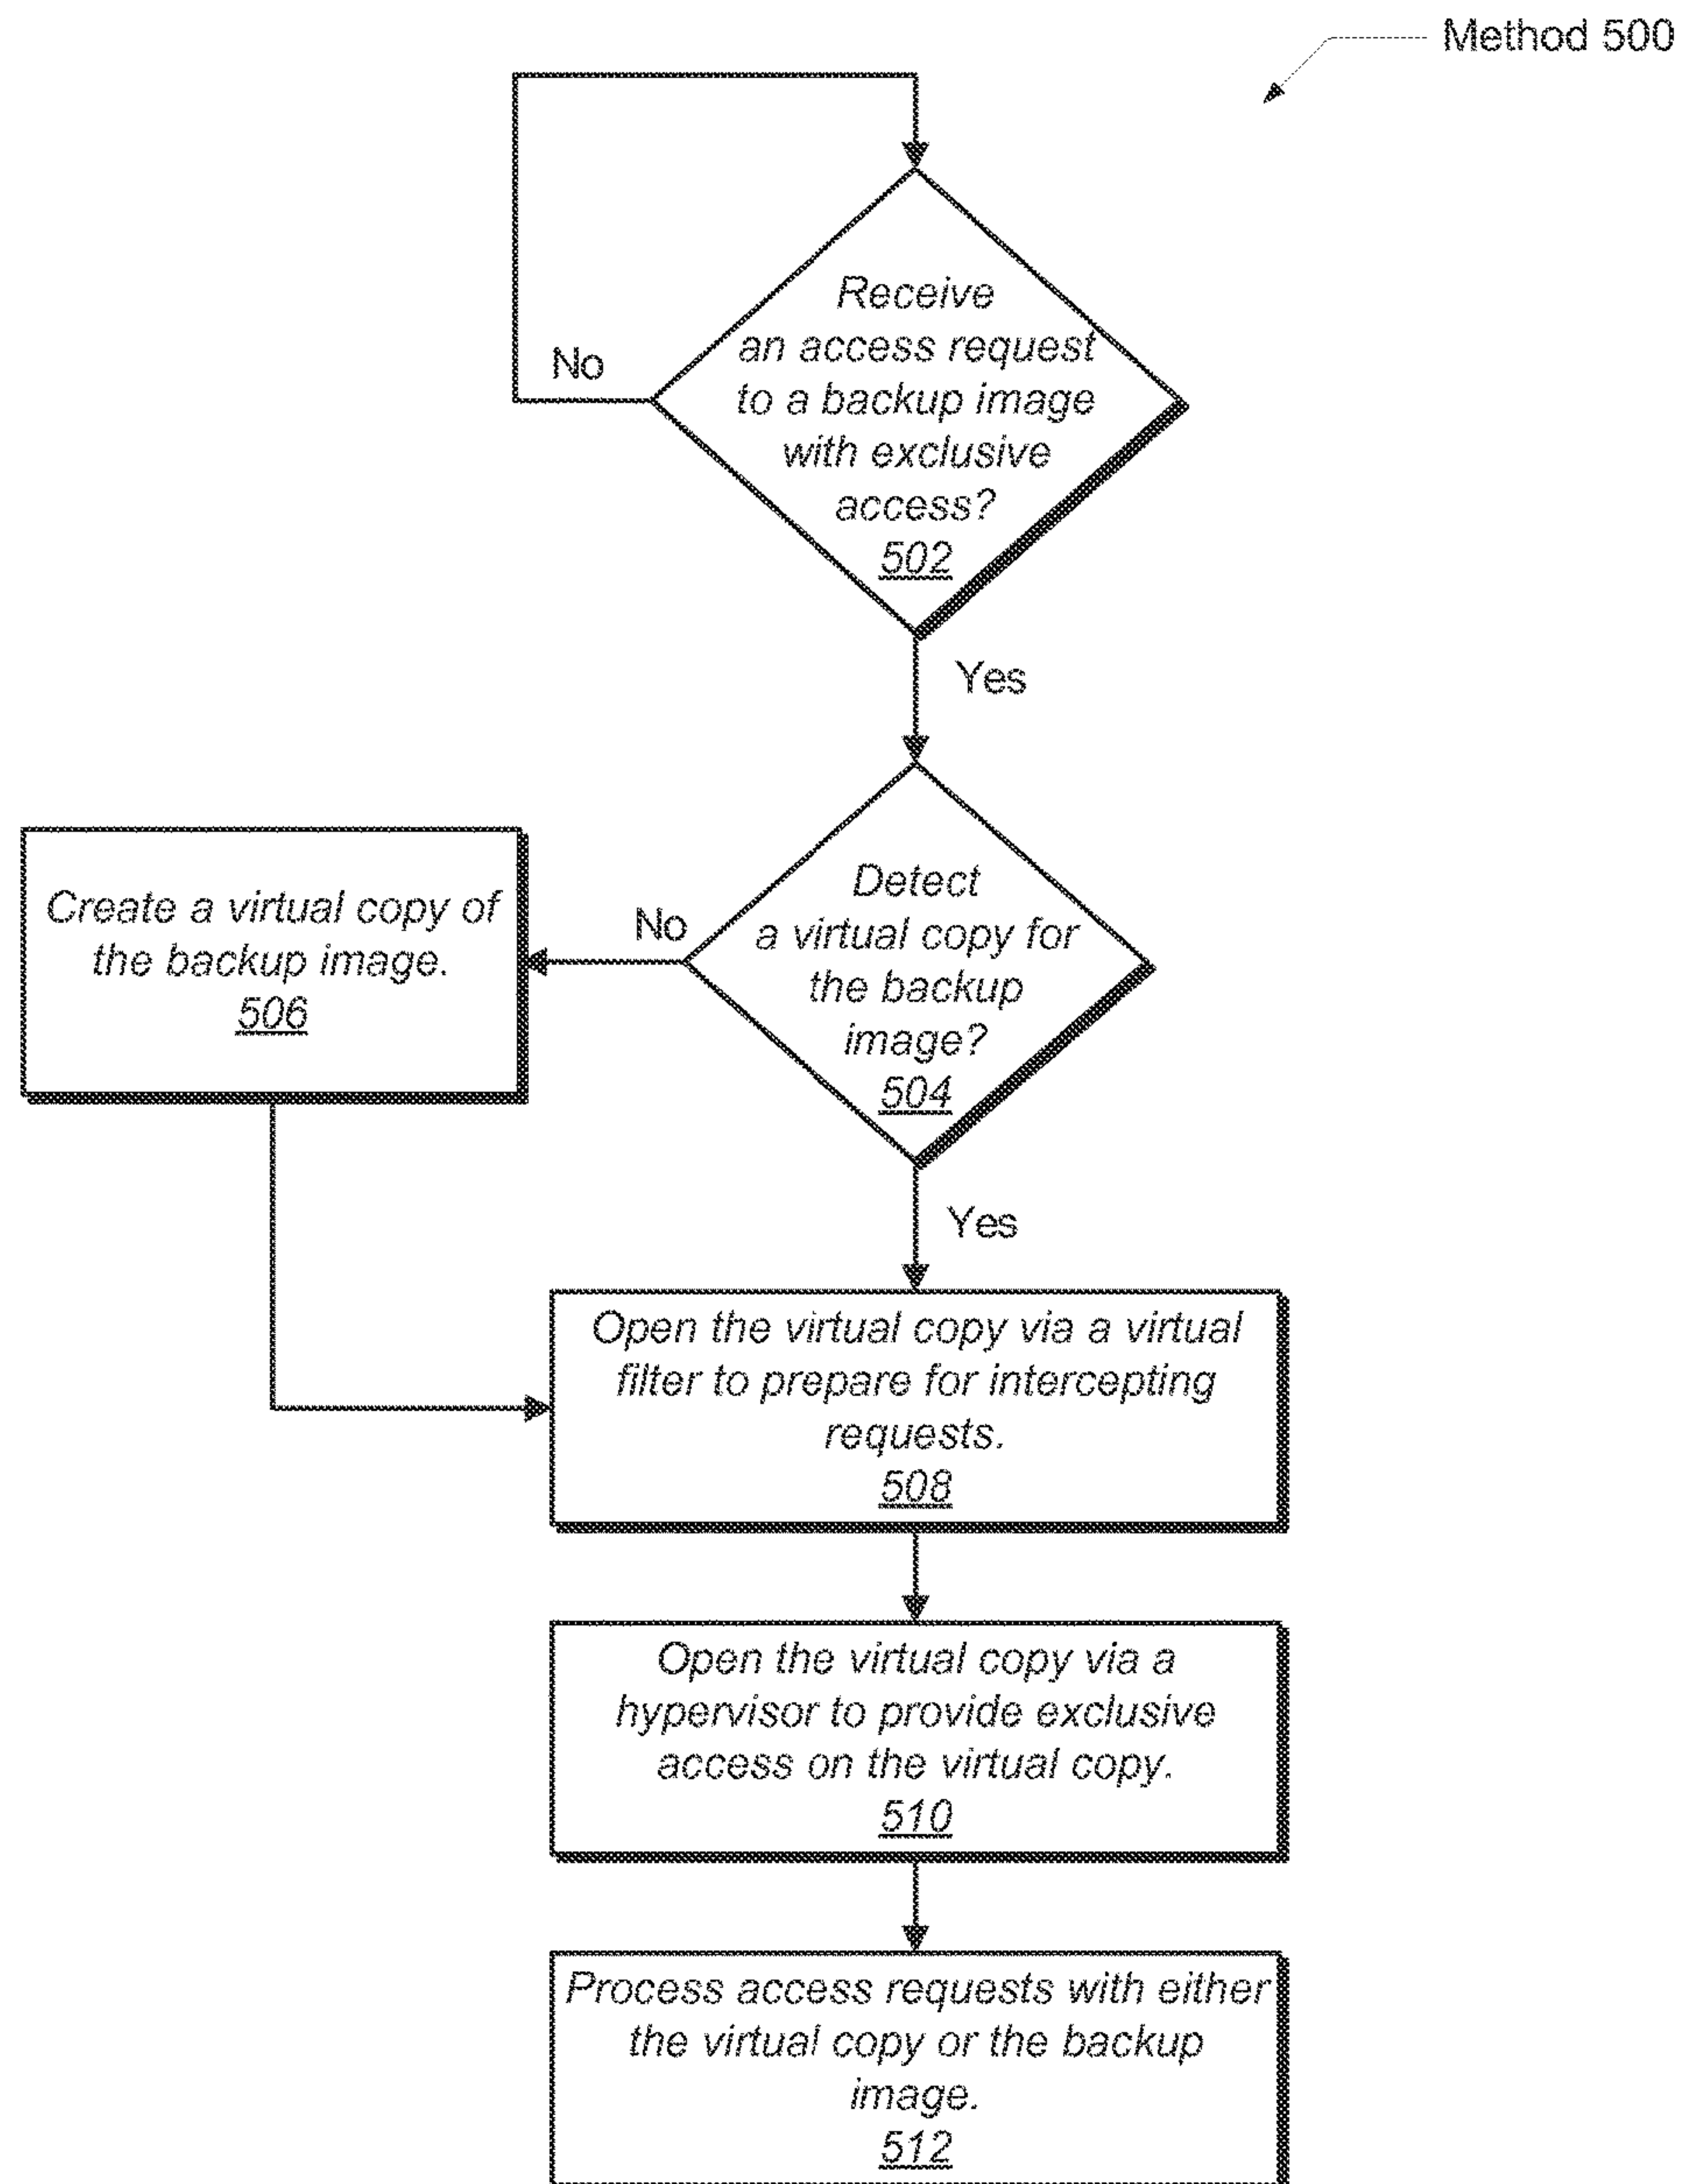 Method 500
Receive
an access request
to a backup image
with exclusive
access?
502
No
Yes
Detect
a virtual copy for
the backup
image?
504
No
Create a virtual copy of
the backup image.
506
Yes
Open the virtual copy via a virtual
filter to prepare for intercepting
requests.
508
Open the virtual copy via a
hypervisor to provide exclusive
access on the virtual copy.
510
Process access requests with either
the virtual copy or the backup
image.
512